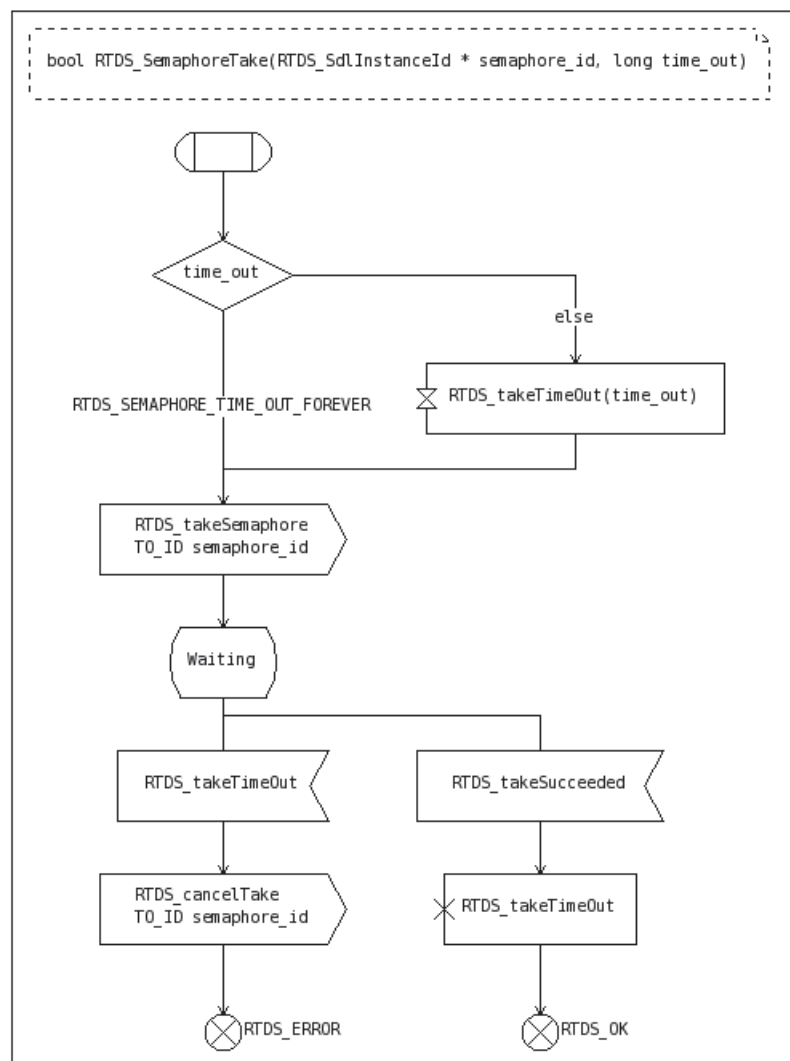 bool RTDS_SemaphoreTake(RTDS_SdlInstanceId * semaphore_id, long time_out)
time_out
else
RTDS_takeTimeOut(time_out)
RTDS_SEMAPHORE_TIME_OUT_FOREVER
RTDS_takeSemaphore
TO_ID semaphore_id
Waiting
RTDS_takeTimeOut
RTDS_takeSucceeded
RTDS_cancelTake
TO_ID semaphore_id
RTDS_takeTimeOut
RTDS_ERROR
RTDS_OK